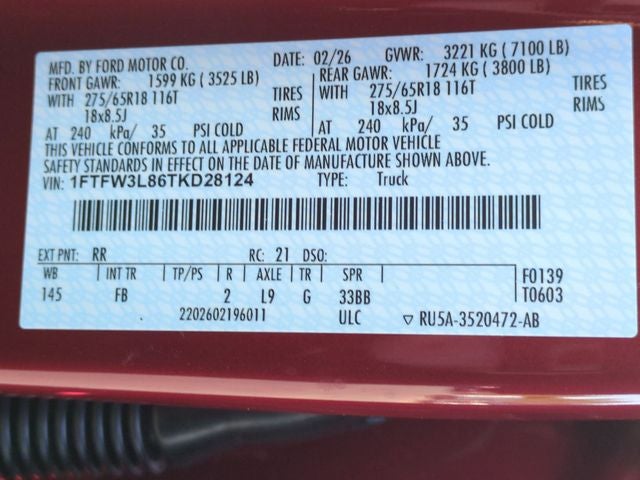 MFD. BY FORD MOTOR CO. DATE: 02/26 GVWR: 3221 KG (7100 LB)
FRONT GAWR: 1599 KG (3525 LB) REAR GAWR: 1724 KG (3800 LB)
WITH 275/65R18 116T TIRES WITH 275/65R18 116T TIRES
18x8.5J RIMS 18x8.5J RIMS
AT 240 kPa/ 35 PSI COLD AT 240 kPa/ 35 PSI COLD
THIS VEHICLE CONFORMS TO ALL APPLICABLE FEDERAL MOTOR VEHICLE
SAFETY STANDARDS IN EFFECT ON THE DATE OF MANUFACTURE SHOWN ABOVE.
VIN: 1FTFW3L86TKD28124 TYPE: Truck
EXT PNT: RR RC: 21 DSO:
WB INT TR TP/PS R AXLE TR SPR F0139
145 FB 2 L9 G 33BB T0603
2202602196011 ULC ▽ RU5A-3520472-AB